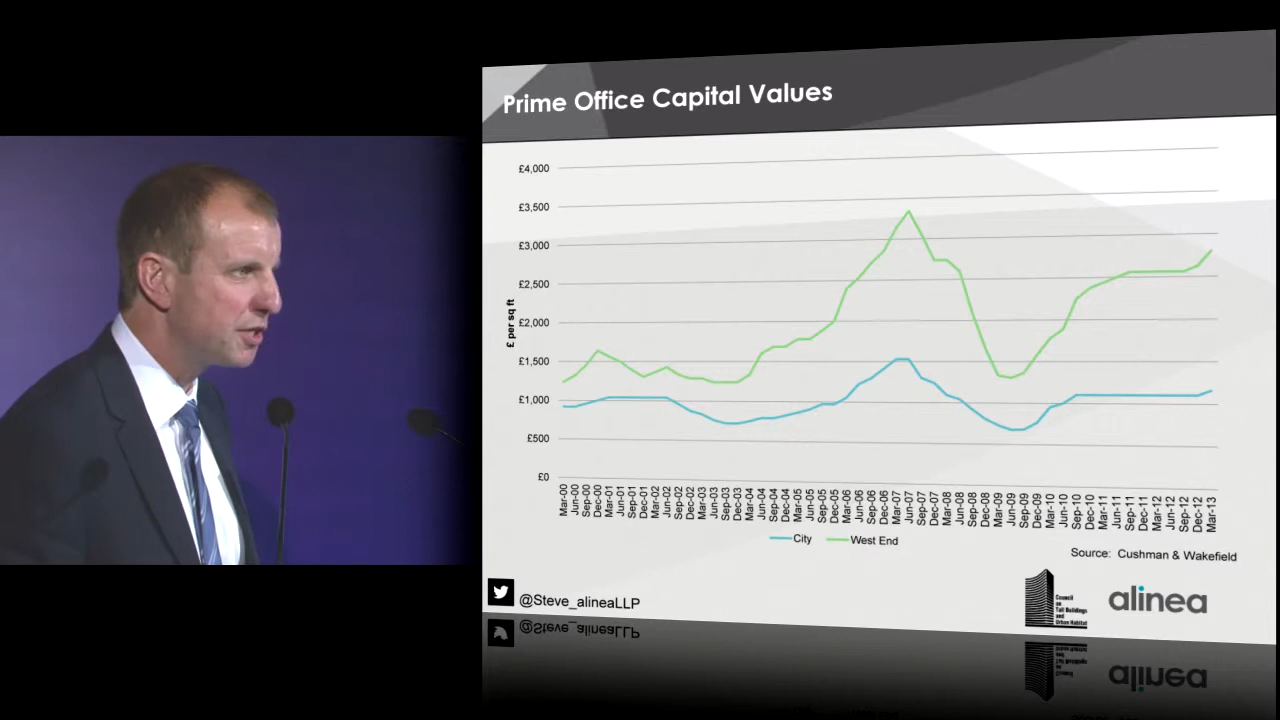 Prime Office Capital Values
£4,000
£3,500
£3,000
£2,500
£2,000
£1,500
£1,000
£500
£0
£ per sq ft
Mar-00 Jun-00 Sep-00 Dec-00 Mar-01 Jun-01 Sep-01 Dec-01 Mar-02 Jun-02 Sep-02 Dec-02 Mar-03 Jun-03 Sep-03 Dec-03 Mar-04 Jun-04 Sep-04 Dec-04 Mar-05 Jun-05 Sep-05 Dec-05 Mar-06 Jun-06 Sep-06 Dec-06 Mar-07 Jun-07 Sep-07 Dec-07 Mar-08 Jun-08 Sep-08 Dec-08 Mar-09 Jun-09 Sep-09 Dec-09 Mar-10 Jun-10 Sep-10 Dec-10 Mar-11 Jun-11 Sep-11 Dec-11 Mar-12 Jun-12 Sep-12 Dec-12 Mar-13
City West End
Source: Cushman & Wakefield
@Steve_alineaLLP
Council
on
Tall Buildings
and
Urban Habitat
alinea